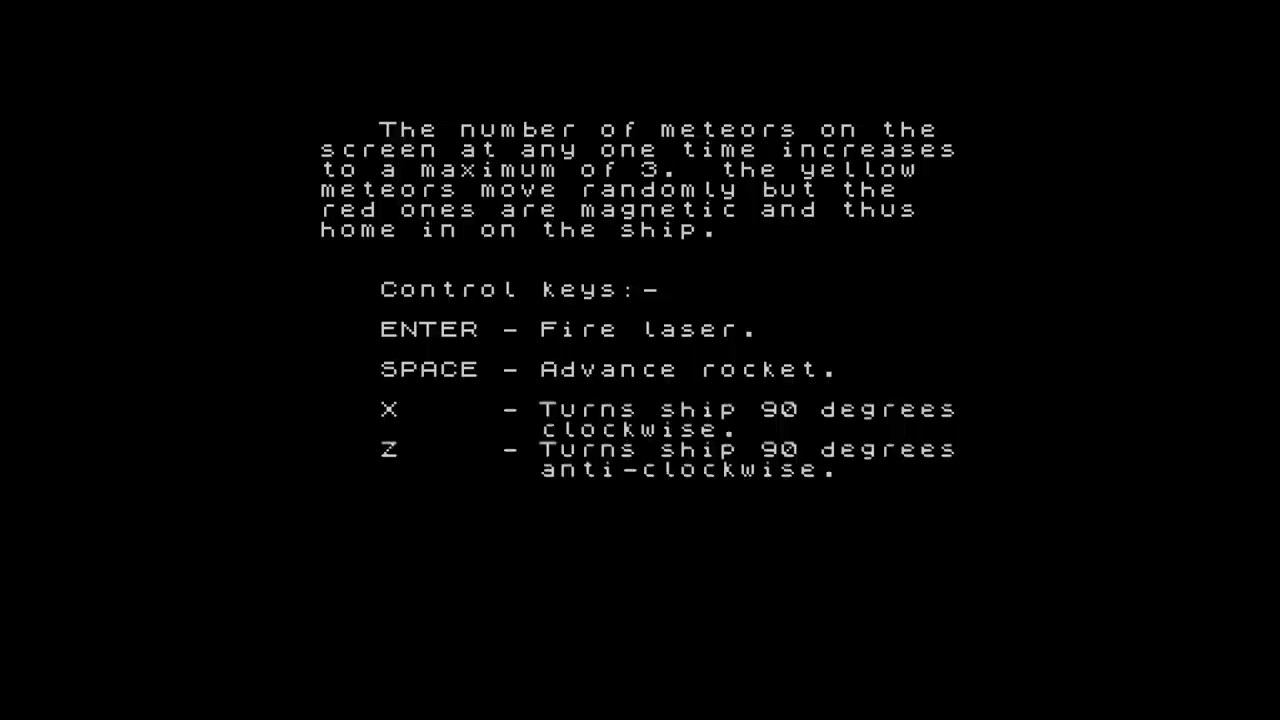 The number of meteors on the
screen at any one time increases
to a maximum of 3. the yellow
meteors move randomly but the
red ones are magnetic and thus
home in on the ship.
Control keys:-
ENTER - Fire laser.
SPACE - Advance rocket.
X - Turns ship 90 degrees
clockwise.
Z - Turns ship 90 degrees
anti-clockwise.